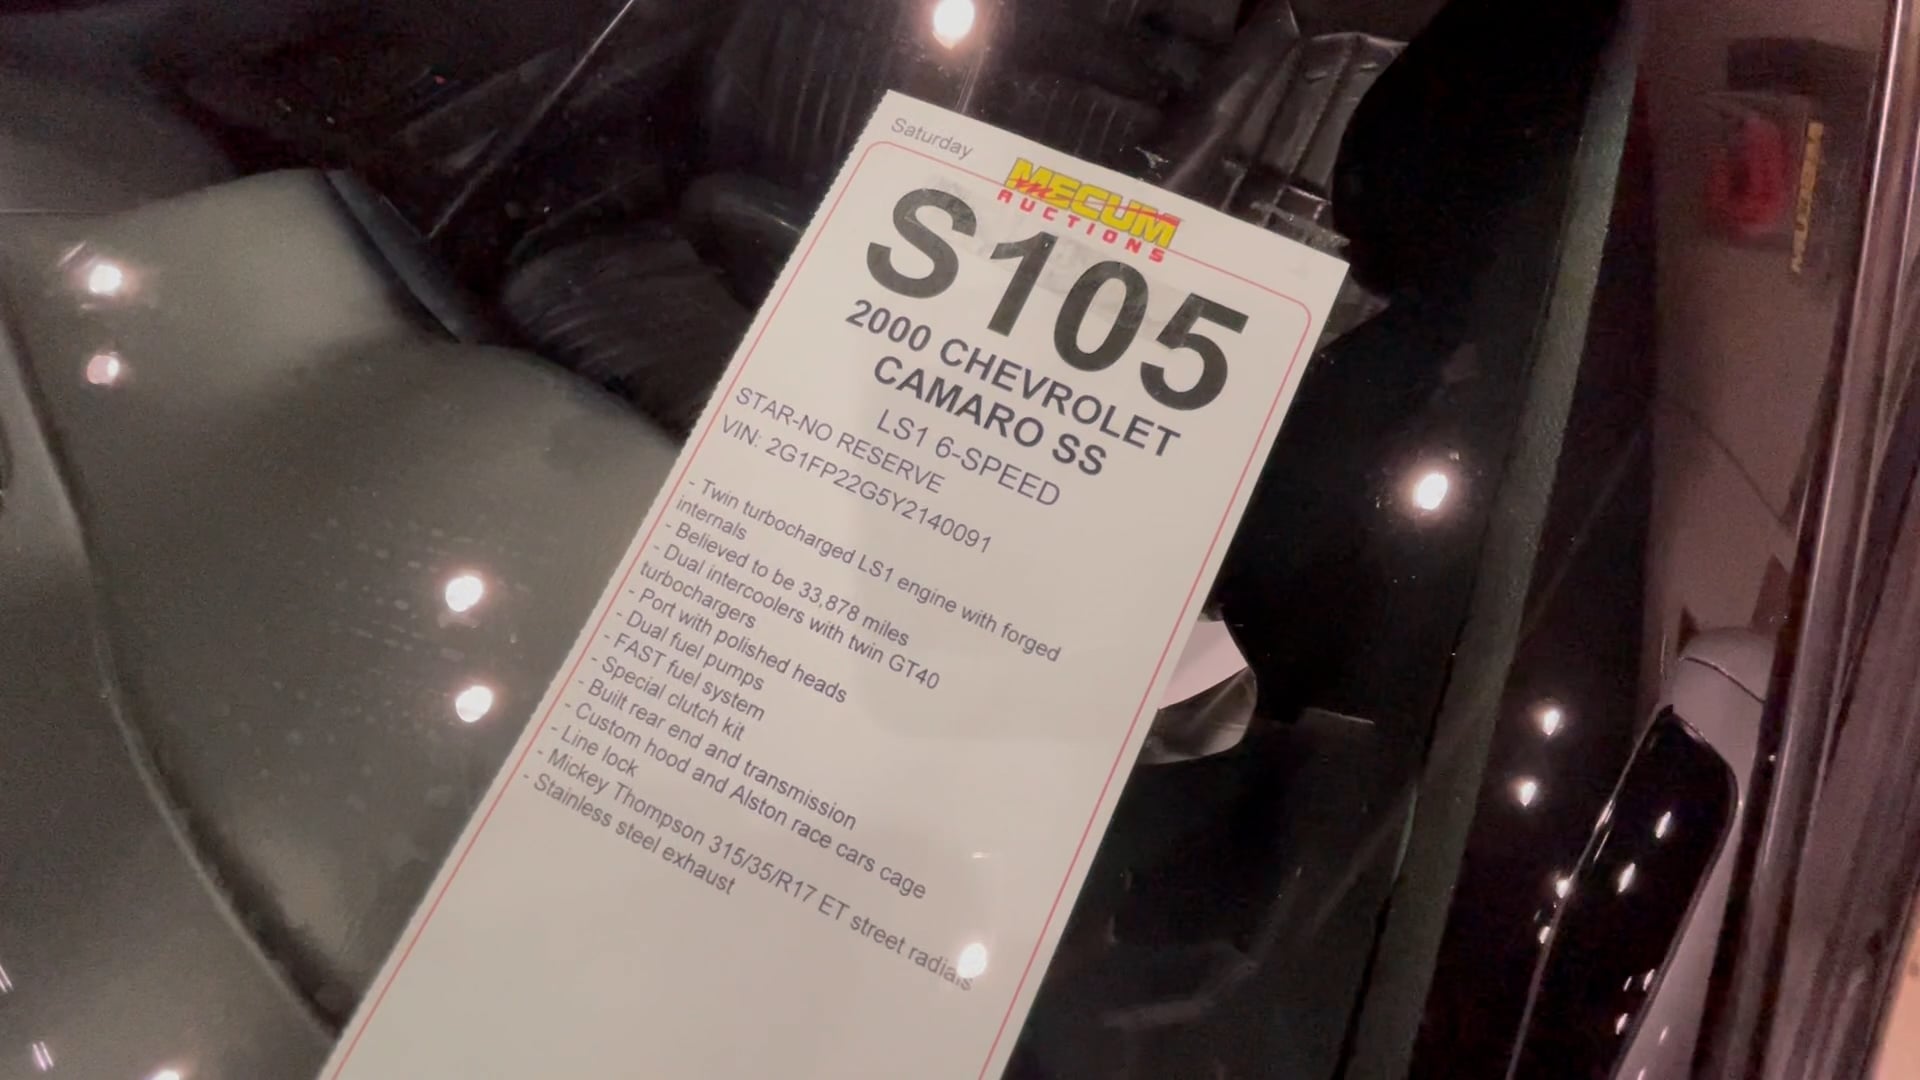 Saturday
MECUM
AUCTIONS
S105
2000 CHEVROLET
CAMARO SS
LS1 6-SPEED
STAR-NO RESERVE
VIN: 2G1FP22G5Y2140091
- Twin turbocharged LS1 engine with forged
internals
- Believed to be 33,878 miles
- Dual intercoolers with twin GT40
turbochargers
- Port with polished heads
- Dual fuel pumps
- FAST fuel system
- Special clutch kit
- Built rear end and transmission
- Custom hood and Alston race cars cage
- Line lock
- Mickey Thompson 315/35/R17 ET street radials
- Stainless steel exhaust
MECUM